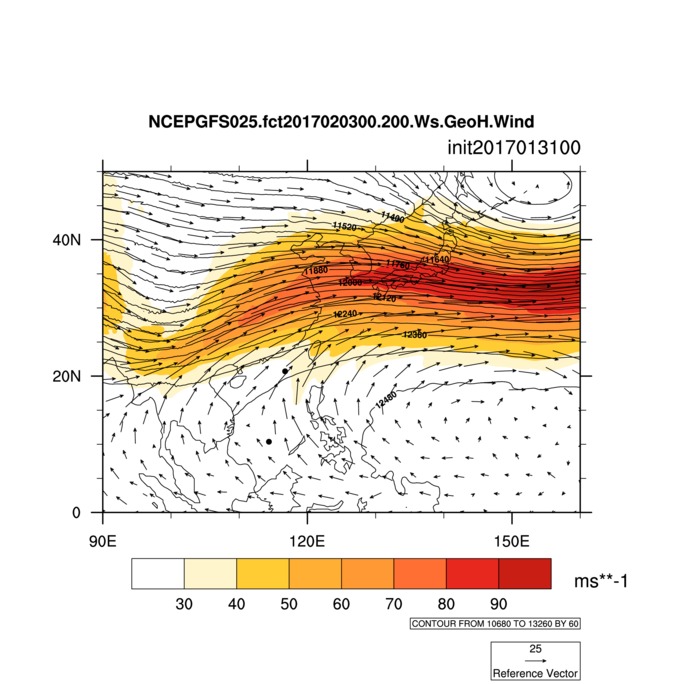 NCEPGFS025.fct2017020300.200.Ws.GeoH.Wind
init2017013100
11400
11520
40N
11640
11760
11880
12000
12120
12240
12360
20N
12480
0
90E 120E 150E
30 40 50 60 70 80 90
ms**-1
CONTOUR FROM 10680 TO 13260 BY 60
25
Reference Vector